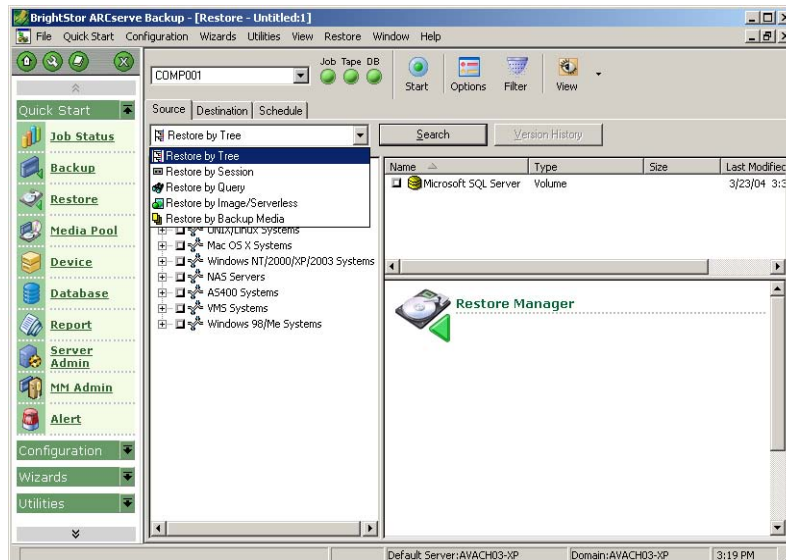 BrightStor ARCserve Backup - [Restore - Untitled:1]
File Quick Start Configuration Wizards Utilities View Restore Window Help
COMP001
Job Tape DB
Start
Options
Filter
View
Quick Start
Job Status
Backup
Restore
Media Pool
Device
Database
Report
Server Admin
MM Admin
Alert
Configuration
Wizards
Utilities
Source
Destination
Schedule
Restore by Tree
Search
Version History
Restore by Tree
Restore by Session
Restore by Query
Restore by Image/Serverless
Restore by Backup Media
UNIX/Linux Systems
Mac OS X Systems
Windows NT/2000/XP/2003 Systems
NAS Servers
AS400 Systems
VMS Systems
Windows 98/Me Systems
Name Type Size Last Modified
Microsoft SQL Server Volume 3/23/04 3:3
Restore Manager
Default Server:AVACH03-XP Domain:AVACH03-XP 3:19 PM